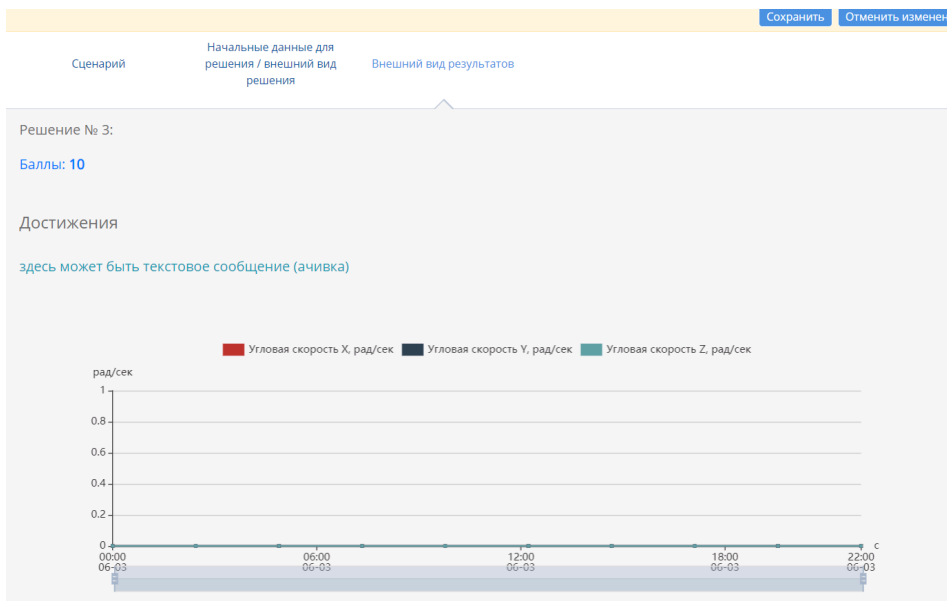 Сохранить Отменить изменен
Сценарий
Начальные данные для
решения / внешний вид
решения
Внешний вид результатов
Решение № 3:
Баллы: 10
Достижения
здесь может быть текстовое сообщение (ачивка)
Угловая скорость X, рад/сек Угловая скорость Y, рад/сек Угловая скорость Z, рад/сек
рад/сек
1
0.8
0.6
0.4
0.2
0
с
00:00 06:00 12:00 18:00 22:00
06-03 06-03 06-03 06-03 06-03